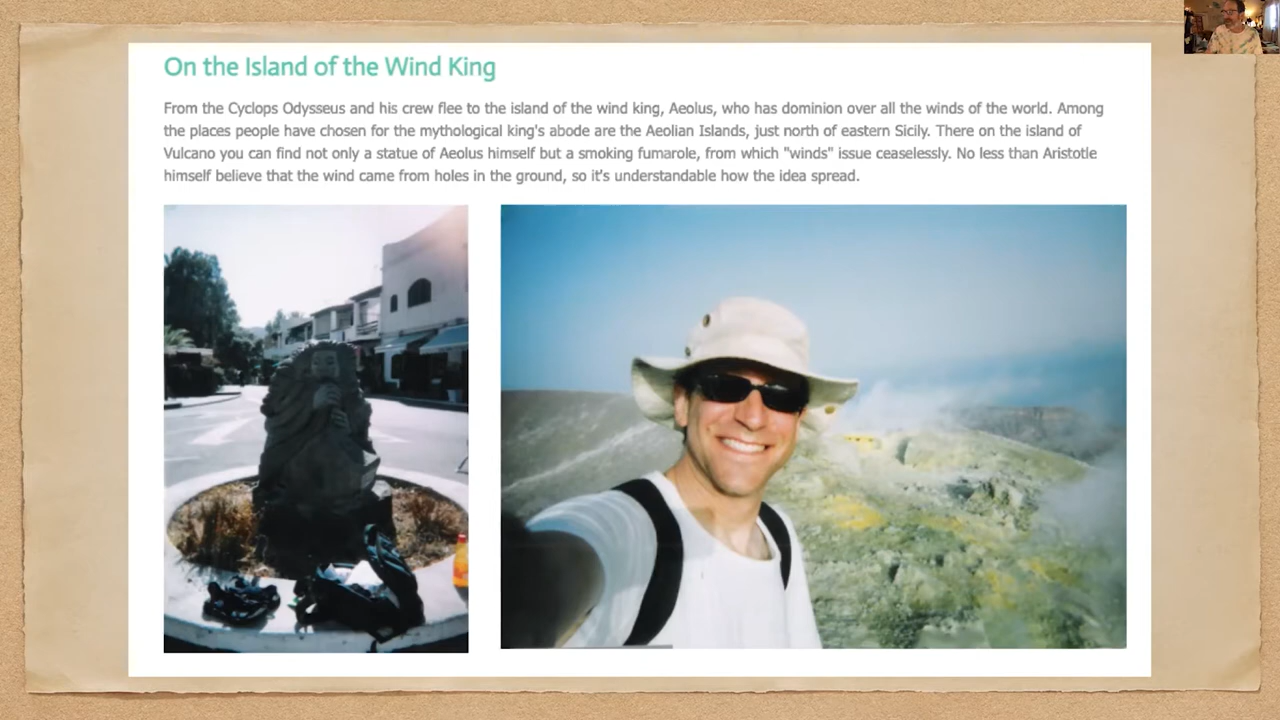 On the Island of the Wind King
From the Cyclops Odysseus and his crew flee to the island of the wind king, Aeolus, who has dominion over all the winds of the world. Among
the places people have chosen for the mythological king's abode are the Aeolian Islands, just north of eastern Sicily. There on the island of
Vulcano you can find not only a statue of Aeolus himself but a smoking fumarole, from which "winds" issue ceaselessly. No less than Aristotle
himself believe that the wind came from holes in the ground, so it's understandable how the idea spread.